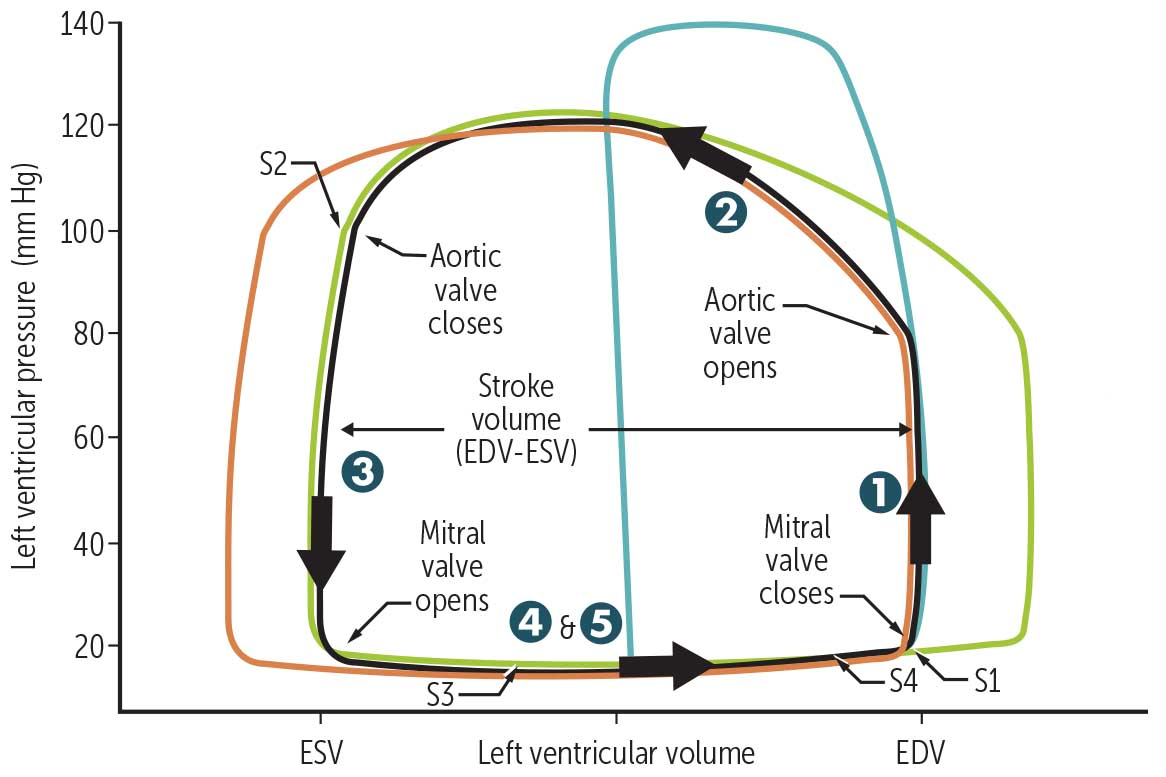 140
120
100
80
60
40
20
Left ventricular pressure (mm Hg)
S2
Aortic
valve
closes
2
Aortic
valve
opens
Stroke
volume
(EDV-ESV)
3
1
Mitral
valve
opens
Mitral
valve
closes
4 & 5
S3
S4
S1
ESV
Left ventricular volume
EDV